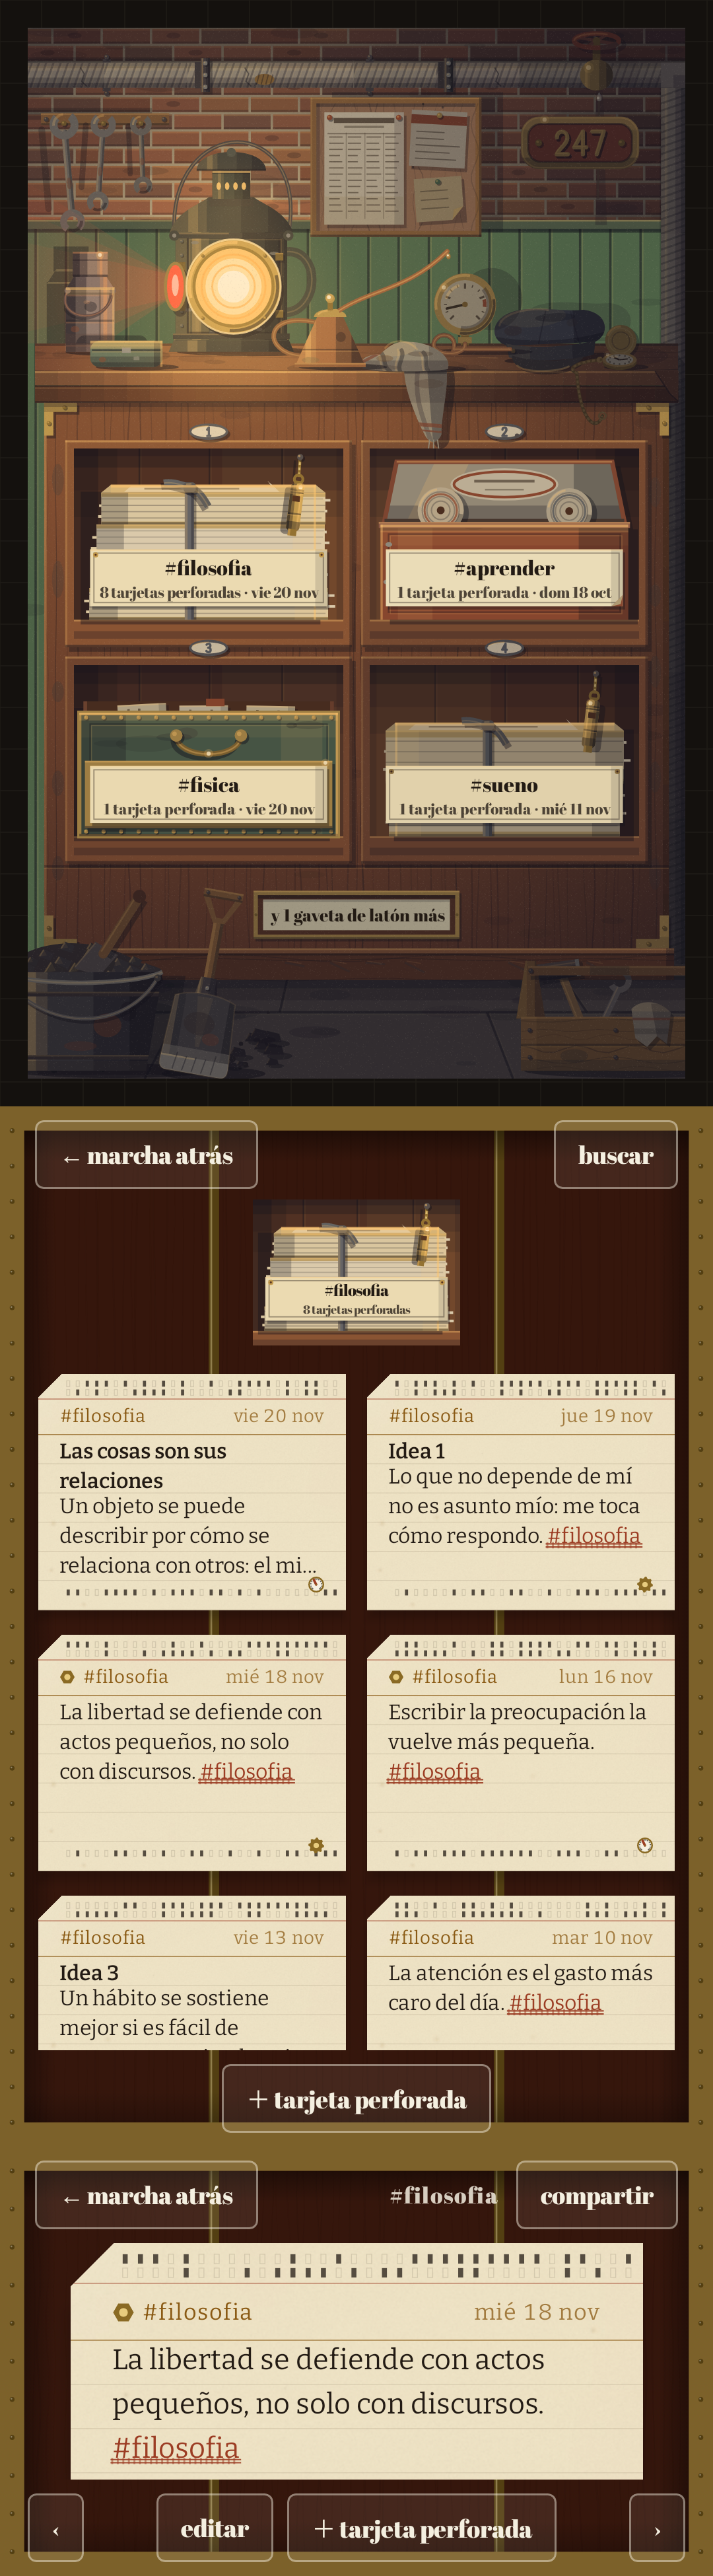 247
1
2
#filosofia
8 tarjetas perforadas · vie 20 nov
#aprender
1 tarjeta perforada · dom 18 oct
3
4
#fisica
1 tarjeta perforada · vie 20 nov
#sueno
1 tarjeta perforada · mié 11 nov
y 1 gaveta de latón más
← marcha atrás
buscar
#filosofia
8 tarjetas perforadas
#filosofia vie 20 nov
Las cosas son sus
relaciones
Un objeto se puede
describir por cómo se
relaciona con otros: el mi...
#filosofia jue 19 nov
Idea 1
Lo que no depende de mí
no es asunto mío: me toca
cómo respondo. #filosofia
#filosofia mié 18 nov
La libertad se defiende con
actos pequeños, no solo
con discursos. #filosofia
#filosofia lun 16 nov
Escribir la preocupación la
vuelve más pequeña.
#filosofia
#filosofia vie 13 nov
Idea 3
Un hábito se sostiene
mejor si es fácil de
#filosofia mar 10 nov
La atención es el gasto más
caro del día. #filosofia
+ tarjeta perforada
← marcha atrás
#filosofia
compartir
#filosofia mié 18 nov
La libertad se defiende con actos
pequeños, no solo con discursos.
#filosofia
‹
editar
+ tarjeta perforada
›